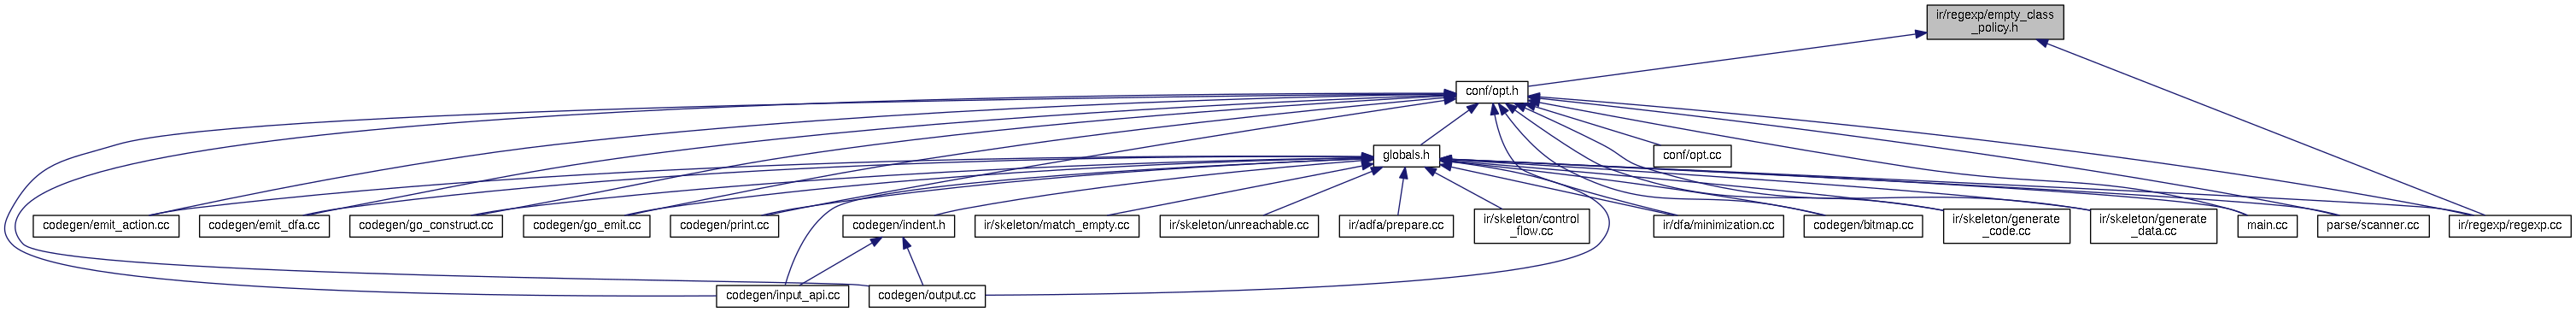 ir/regexp/empty_class
_policy.h
conf/opt.h
globals.h
conf/opt.cc
codegen/emit_action.cc
codegen/emit_dfa.cc
codegen/go_construct.cc
codegen/go_emit.cc
codegen/print.cc
codegen/indent.h
ir/skeleton/match_empty.cc
ir/skeleton/unreachable.cc
ir/adfa/prepare.cc
ir/skeleton/control
_flow.cc
ir/dfa/minimization.cc
codegen/bitmap.cc
ir/skeleton/generate
_code.cc
ir/skeleton/generate
_data.cc
main.cc
parse/scanner.cc
ir/regexp/regexp.cc
codegen/input_api.cc
codegen/output.cc